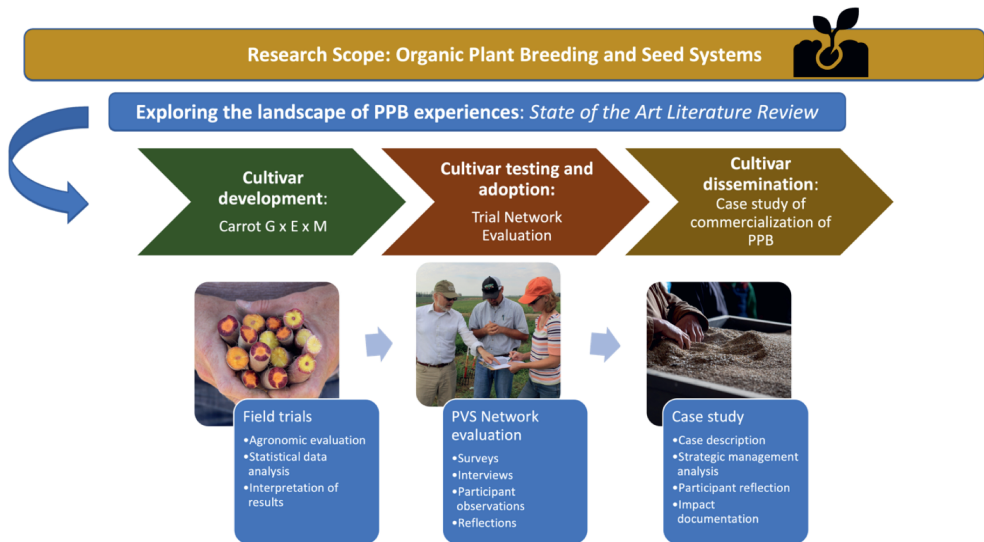 Research Scope: Organic Plant Breeding and Seed Systems
Exploring the landscape of PPB experiences: State of the Art Literature Review
Cultivar
development:
Carrot G x E x M
Cultivar testing and
adoption:
Trial Network
Evaluation
Cultivar
dissemination:
Case study of
commercialization of
PPB
Field trials
•Agronomic evaluation
•Statistical data
analysis
•Interpretation of
results
PVS Network
evaluation
•Surveys
•Interviews
•Participant
observations
•Reflections
Case study
•Case description
•Strategic management
analysis
•Participant reflection
•Impact
documentation